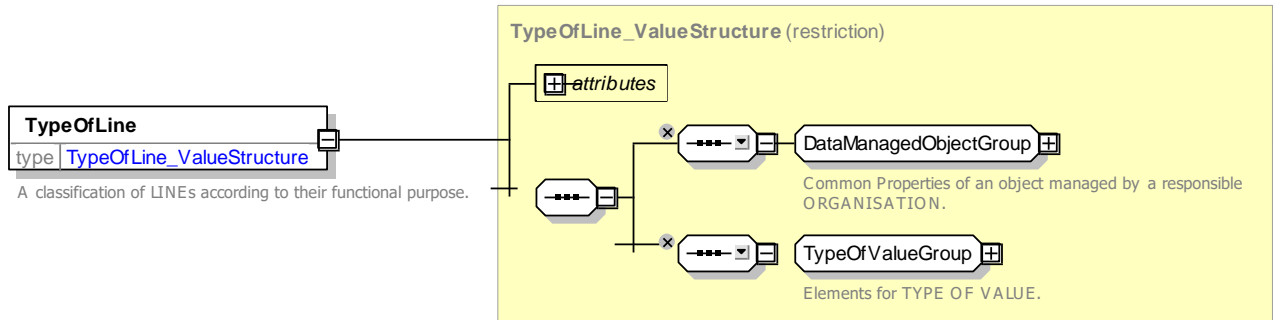 TypeOfLine_ValueStructure (restriction)
attributes
TypeOfLine
type TypeOfLine_ValueStructure
A classification of LINEs according to their functional purpose.
DataManagedObjectGroup
Common Properties of an object managed by a responsible
ORGANISATION.
TypeOfValueGroup
Elements for TYPE OF VALUE.